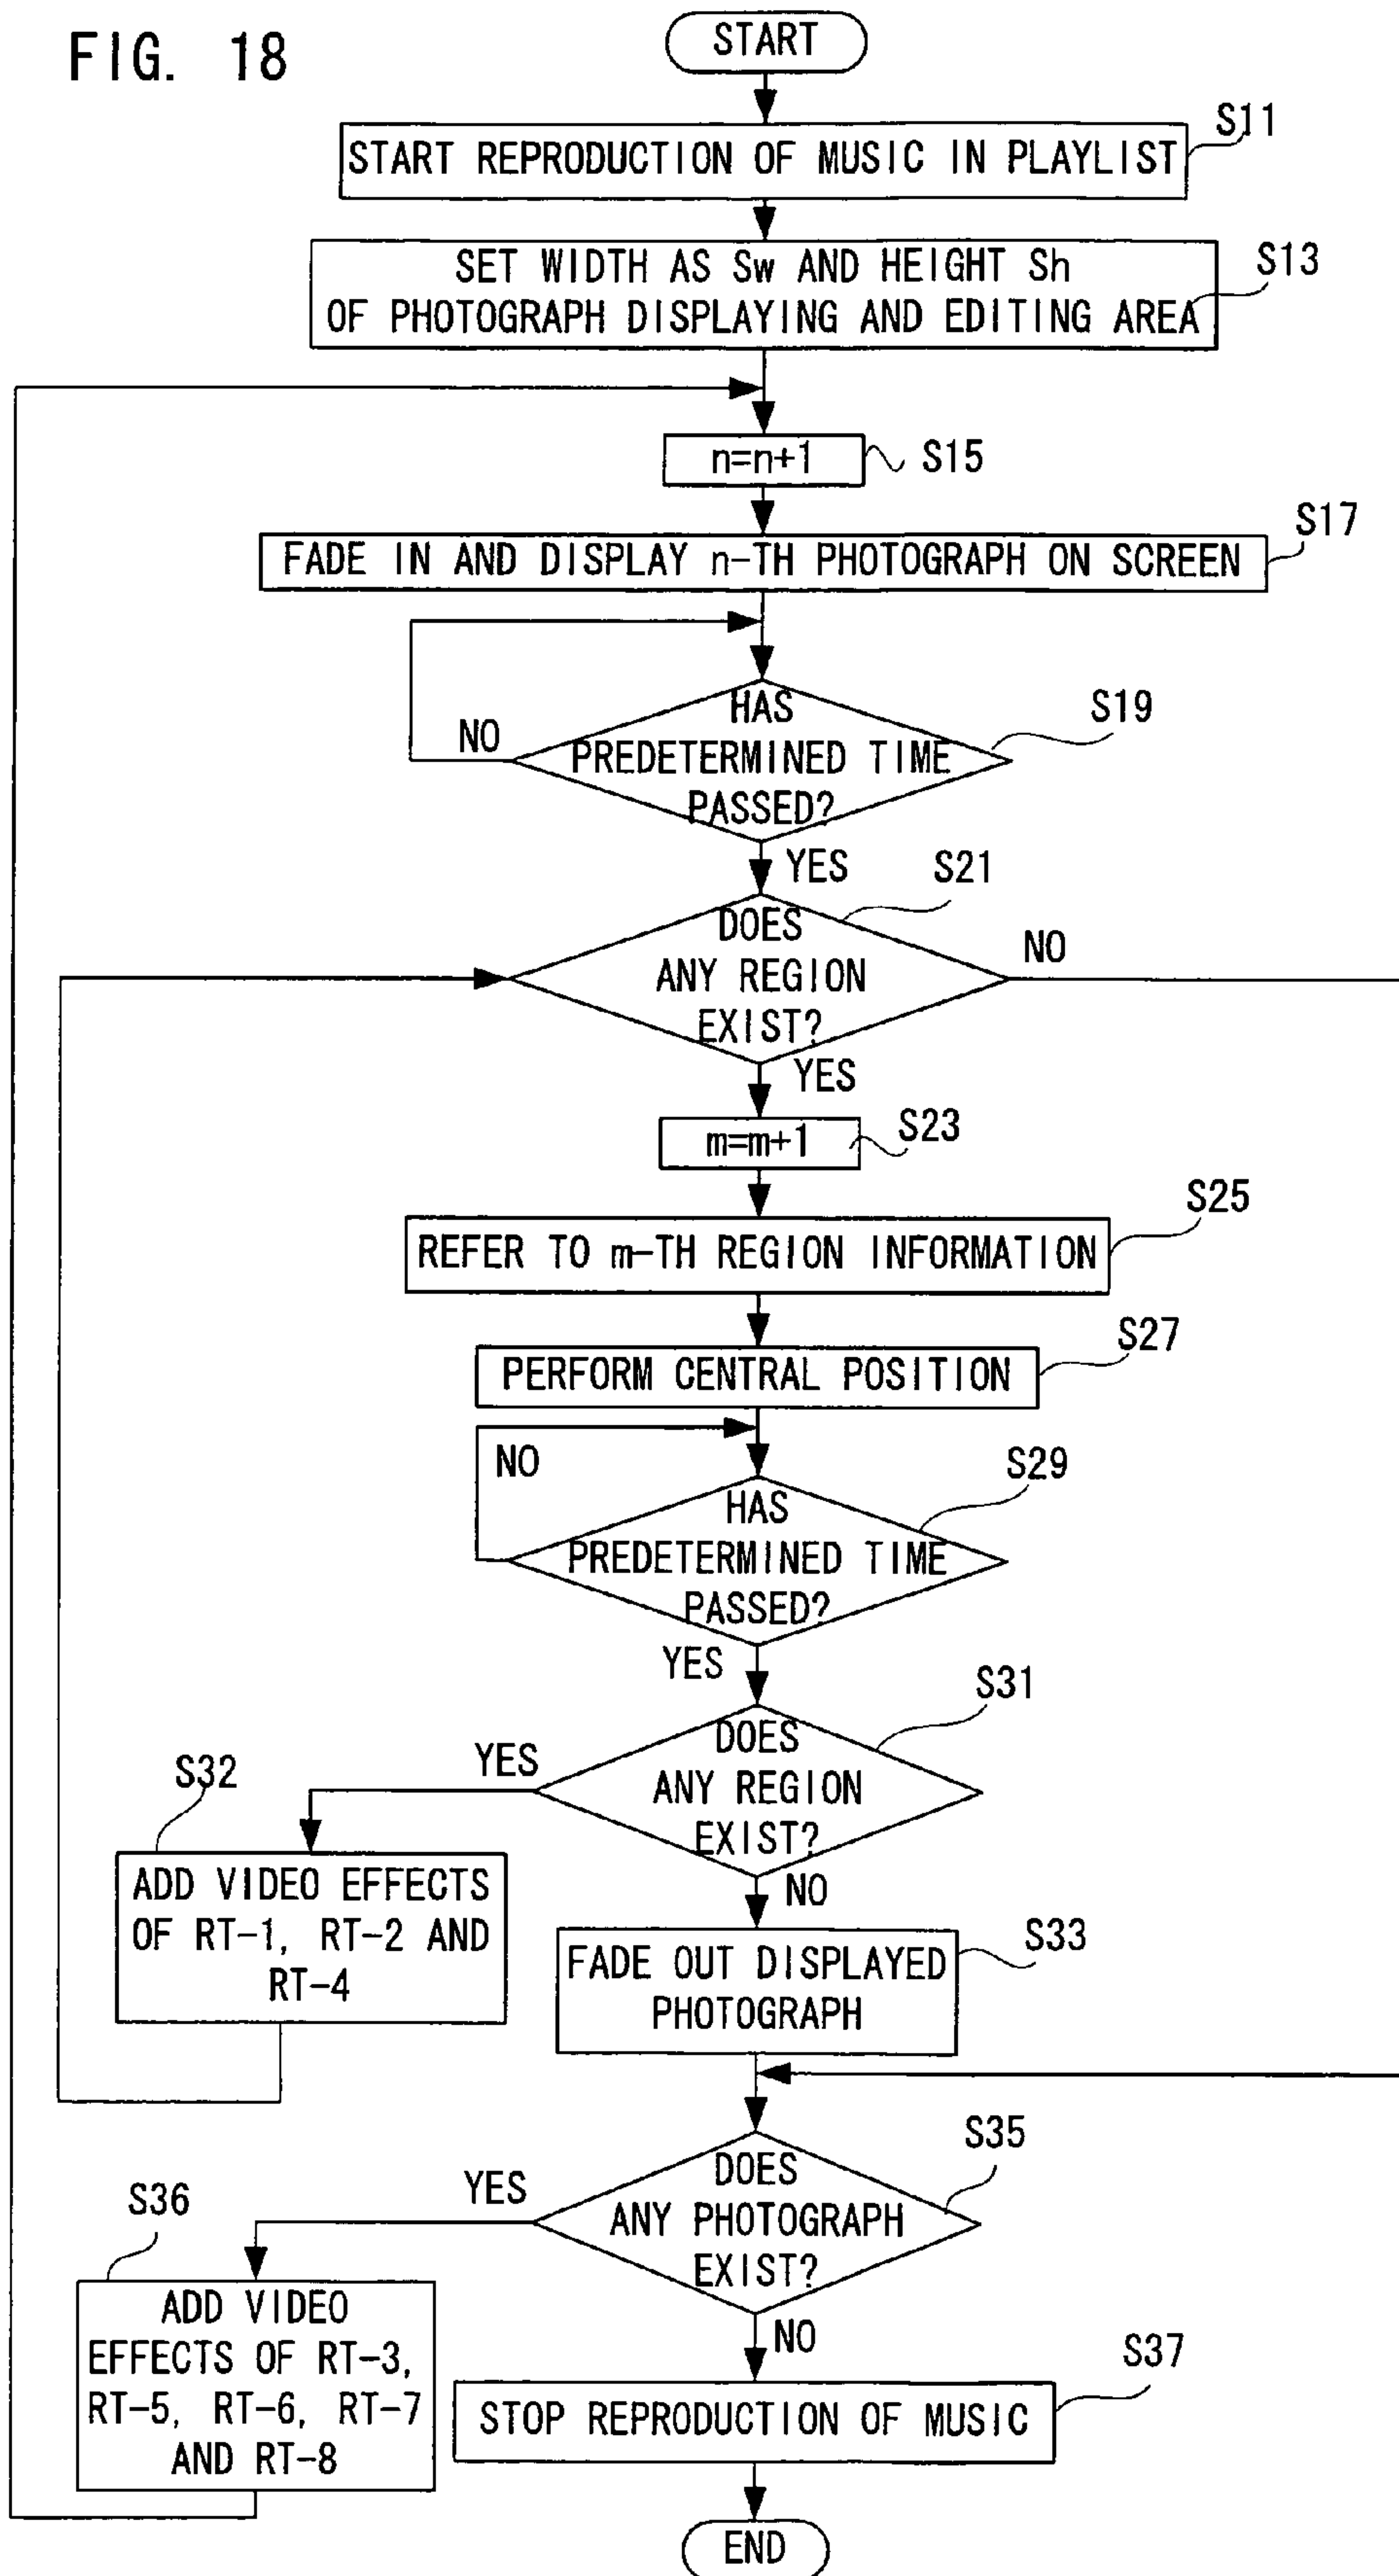 FIG. 18
START
S11
START REPRODUCTION OF MUSIC IN PLAYLIST
S13
SET WIDTH AS Sw AND HEIGHT Sh
OF PHOTOGRAPH DISPLAYING AND EDITING AREA
n=n+1
S15
S17
FADE IN AND DISPLAY n-TH PHOTOGRAPH ON SCREEN
S19
HAS
NO
PREDETERMINED TIME
PASSED?
YES
S21
DOES
NO
ANY REGION
EXIST?
YES
m=m+1
S23
S25
REFER TO m-TH REGION INFORMATION
S27
PERFORM CENTRAL POSITION
NO
S29
HAS
PREDETERMINED TIME
PASSED?
YES
S31
DOES
YES
ANY REGION
EXIST?
S32
ADD VIDEO EFFECTS
OF RT-1, RT-2 AND
RT-4
NO
S33
FADE OUT DISPLAYED
PHOTOGRAPH
S35
DOES
YES
ANY PHOTOGRAPH
EXIST?
S36
ADD VIDEO
EFFECTS OF RT-3,
RT-5, RT-6, RT-7
AND RT-8
NO
S37
STOP REPRODUCTION OF MUSIC
END